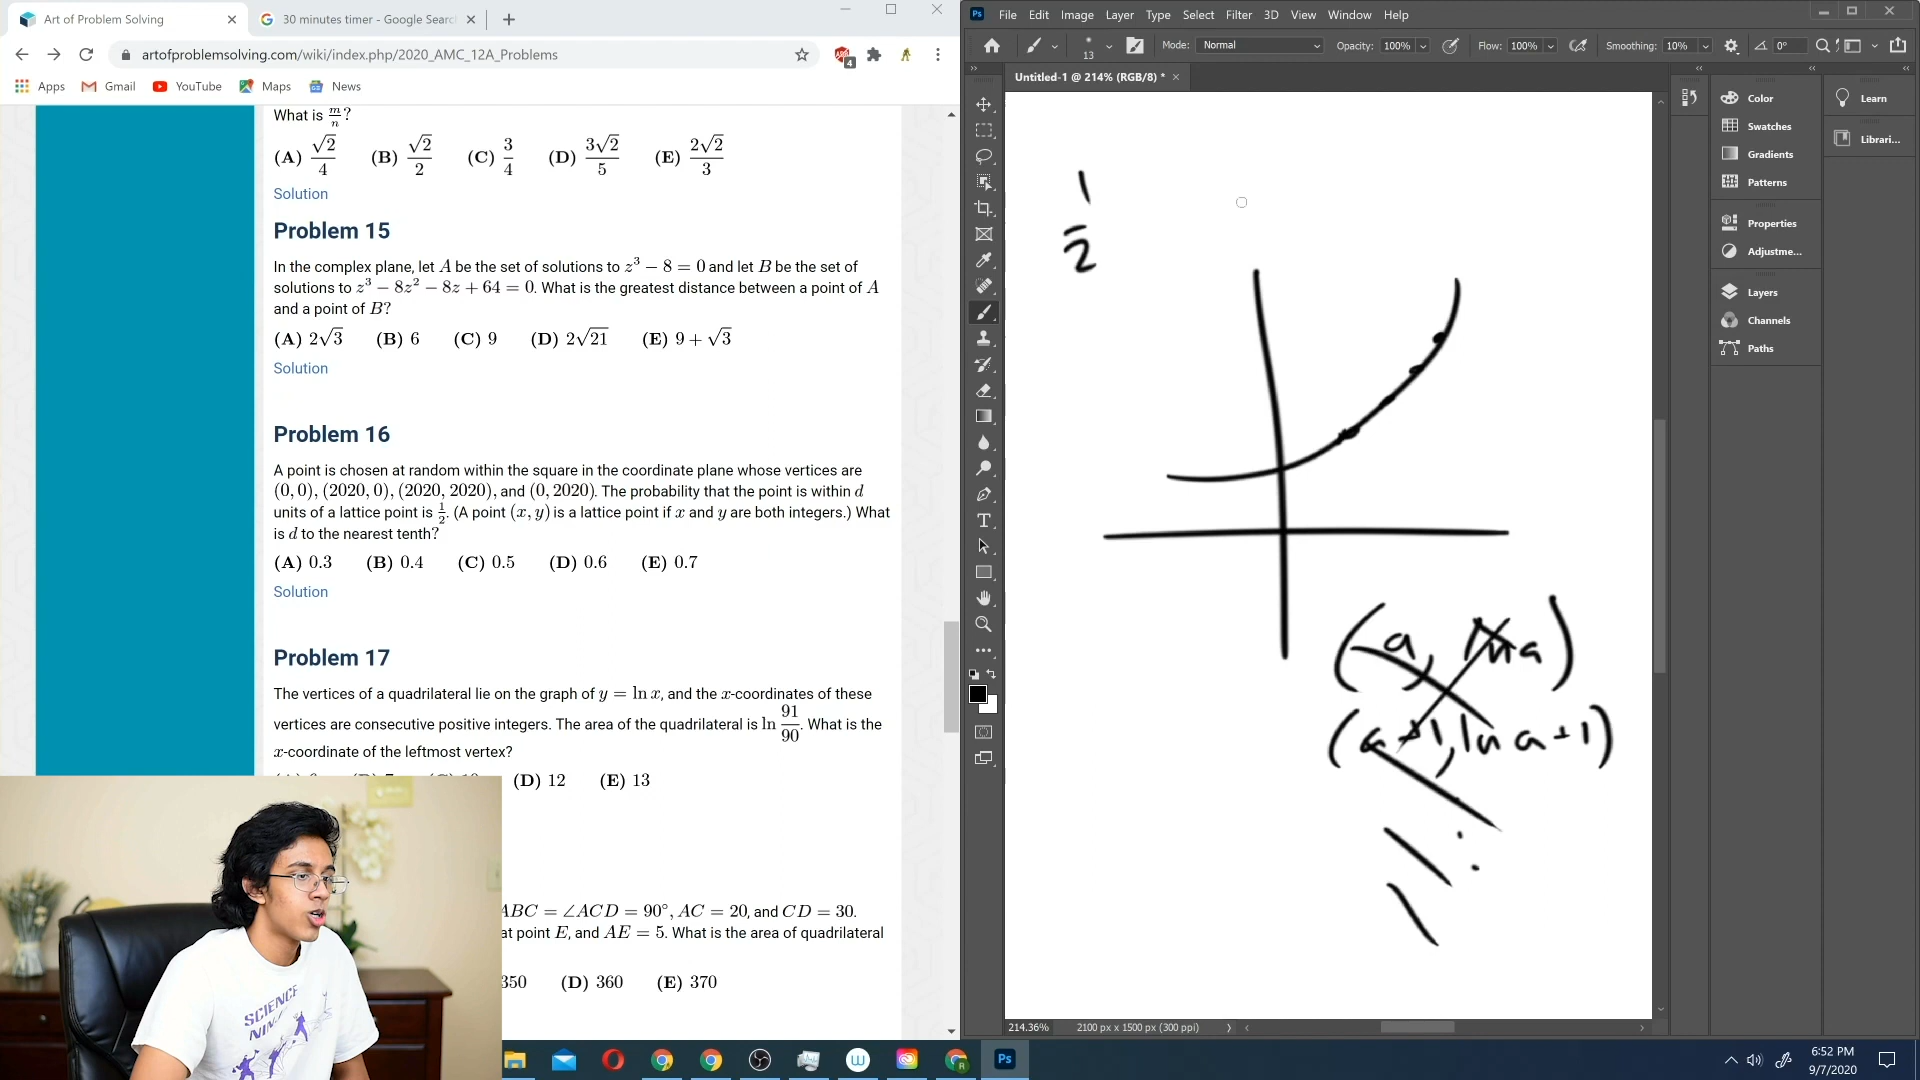 Art of Problem Solving
30 minutes timer - Google Searc
artofproblemsolving.com/wiki/index.php/2020_AMC_12A_Problems
4
Apps Gmail YouTube Maps News
What is m/n?
(A) √2/4 (B) √2/2 (C) 3/4 (D) 3√2/5 (E) 2√2/3
Solution
Problem 15
In the complex plane, let A be the set of solutions to z³ − 8 = 0 and let B be the set of
solutions to z³ − 8z² − 8z + 64 = 0. What is the greatest distance between a point of A
and a point of B?
(A) 2√3 (B) 6 (C) 9 (D) 2√21 (E) 9 + √3
Solution
Problem 16
A point is chosen at random within the square in the coordinate plane whose vertices are
(0, 0), (2020, 0), (2020, 2020), and (0, 2020). The probability that the point is within d
units of a lattice point is 1/2. (A point (x, y) is a lattice point if x and y are both integers.) What
is d to the nearest tenth?
(A) 0.3 (B) 0.4 (C) 0.5 (D) 0.6 (E) 0.7
Solution
Problem 17
The vertices of a quadrilateral lie on the graph of y = ln x, and the x-coordinates of these
vertices are consecutive positive integers. The area of the quadrilateral is ln 91/90. What is the
x-coordinate of the leftmost vertex?
(D) 12 (E) 13
ABC = ∠ACD = 90°, AC = 20, and CD = 30.
at point E, and AE = 5. What is the area of quadrilateral
350 (D) 360 (E) 370
SCIENCE
Ps File Edit Image Layer Type Select Filter 3D View Window Help
13 Mode: Normal Opacity: 100% Flow: 100% Smoothing: 10% 0°
Untitled-1 @ 214% (RGB/8) *
1
2
(a, ln a)
(a+1, ln a+1)
Color
Swatches
Gradients
Patterns
Properties
Adjustme...
Layers
Channels
Paths
Learn
Librari...
214.36% 2100 px x 1500 px (300 ppi)
Ps
6:52 PM
9/7/2020